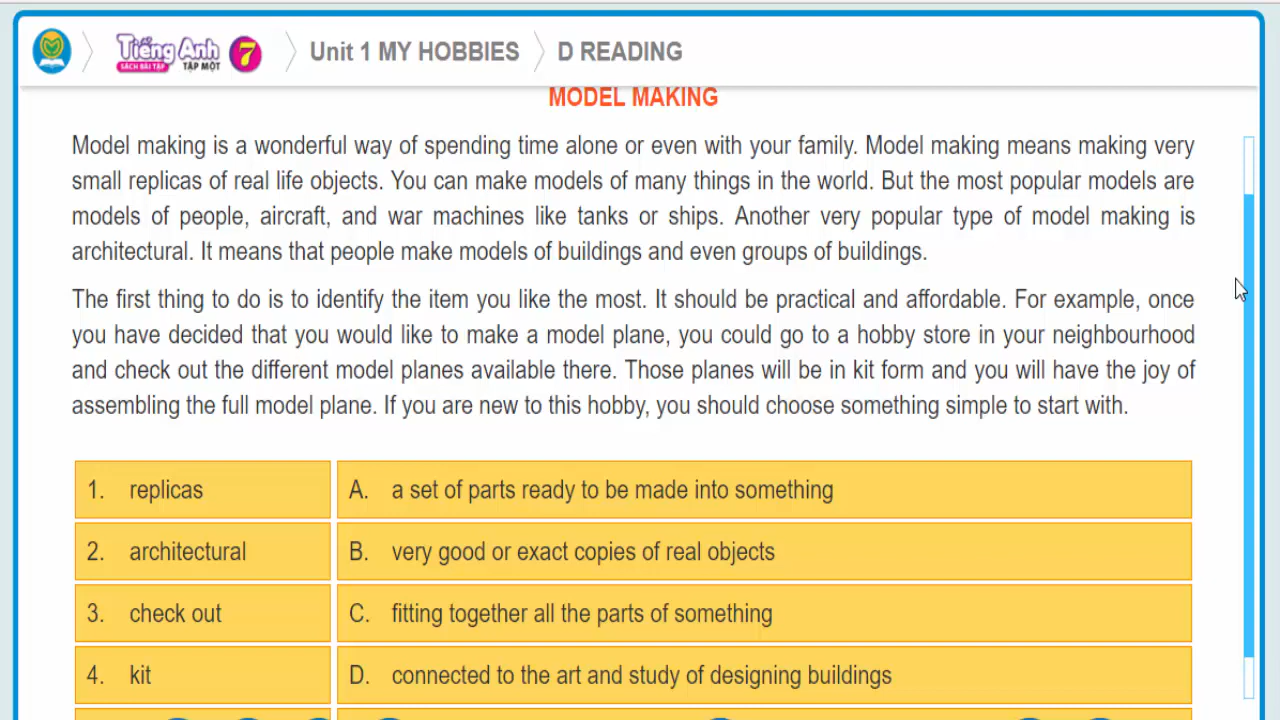 Tiếng Anh 7
SÁCH BÀI TẬP TẬP MỘT
Unit 1 MY HOBBIES
D READING
MODEL MAKING
Model making is a wonderful way of spending time alone or even with your family. Model making means making very
small replicas of real life objects. You can make models of many things in the world. But the most popular models are
models of people, aircraft, and war machines like tanks or ships. Another very popular type of model making is
architectural. It means that people make models of buildings and even groups of buildings.
The first thing to do is to identify the item you like the most. It should be practical and affordable. For example, once
you have decided that you would like to make a model plane, you could go to a hobby store in your neighbourhood
and check out the different model planes available there. Those planes will be in kit form and you will have the joy of
assembling the full model plane. If you are new to this hobby, you should choose something simple to start with.
1. replicas A. a set of parts ready to be made into something
2. architectural B. very good or exact copies of real objects
3. check out C. fitting together all the parts of something
4. kit D. connected to the art and study of designing buildings